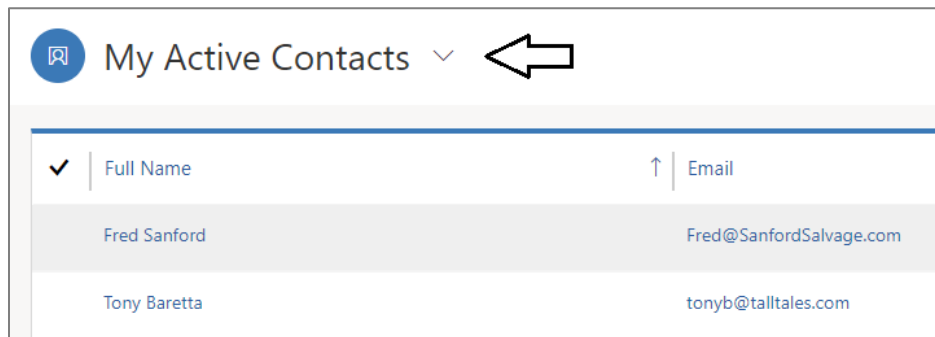 My Active Contacts
Full Name Email
Fred Sanford Fred@SanfordSalvage.com
Tony Baretta tonyb@talltales.com